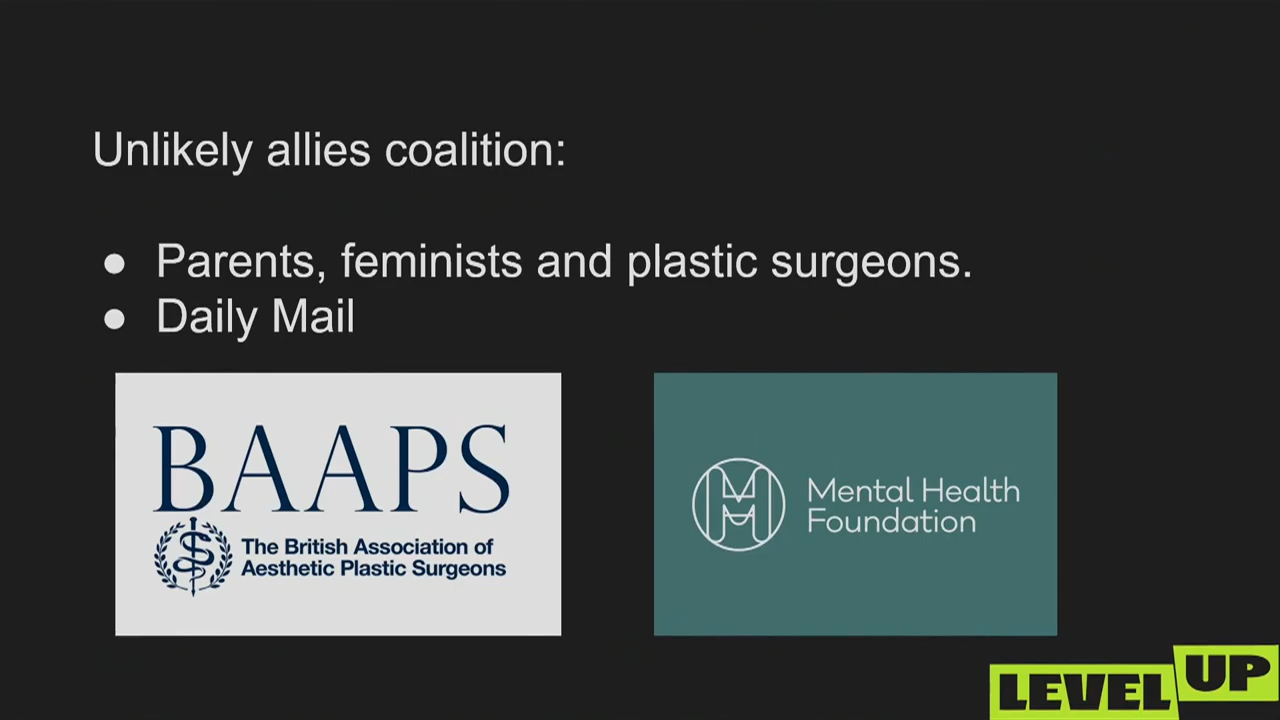 Unlikely allies coalition:
● Parents, feminists and plastic surgeons.
● Daily Mail
BAAPS
The British Association of
Aesthetic Plastic Surgeons
Mental Health
Foundation
LEVEL UP